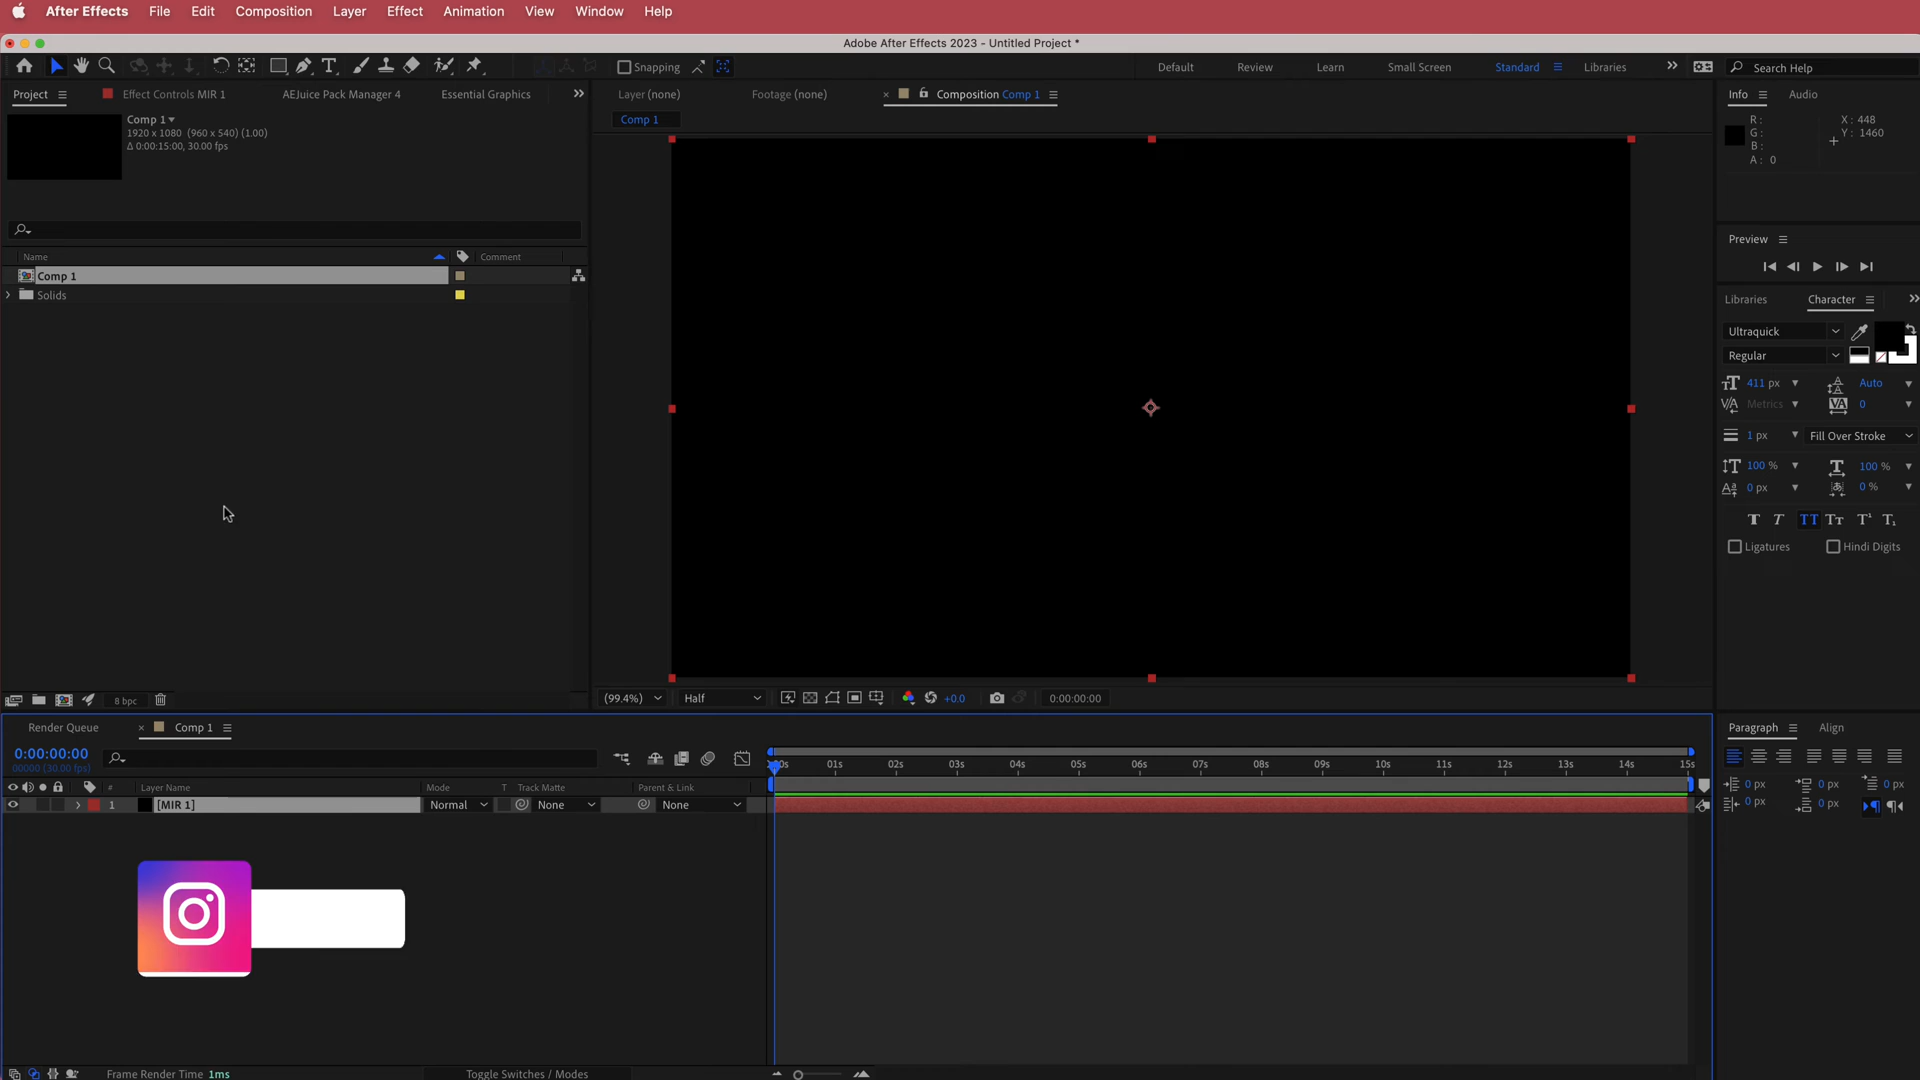 After Effects File Edit Composition Layer Effect Animation View Window Help
Adobe After Effects 2023 - Untitled Project *
Snapping Default Review Learn Small Screen Standard Libraries Search Help
Project Effect Controls MIR 1 AEJuice Pack Manager 4 Essential Graphics
Layer (none) Footage (none) Composition Comp 1
Info Audio
Comp 1
1920 x 1080 (960 x 540) (1.00)
Δ 0:00:15:00, 30.00 fps
Comp 1
R :
G :
B :
A : 0
X : 448
Y : 1460
Preview
Name Comment
Comp 1
Solids
Libraries Character
Ultraquick
Regular
411 px Auto
Metrics 0
1 px Fill Over Stroke
100 % 100 %
0 px 0 %
Ligatures Hindi Digits
8 bpc
(99.4%) Half +0.0 0:00:00:00
Render Queue Comp 1
Paragraph Align
0:00:00:00
00000 (30.00 fps)
:00s 01s 02s 03s 04s 05s 06s 07s 08s 09s 10s 11s 12s 13s 14s 15s
# Layer Name Mode T Track Matte Parent & Link
1 [MIR 1] Normal None None
0 px 0 px 0 px
0 px 0 px
Frame Render Time 1ms Toggle Switches / Modes